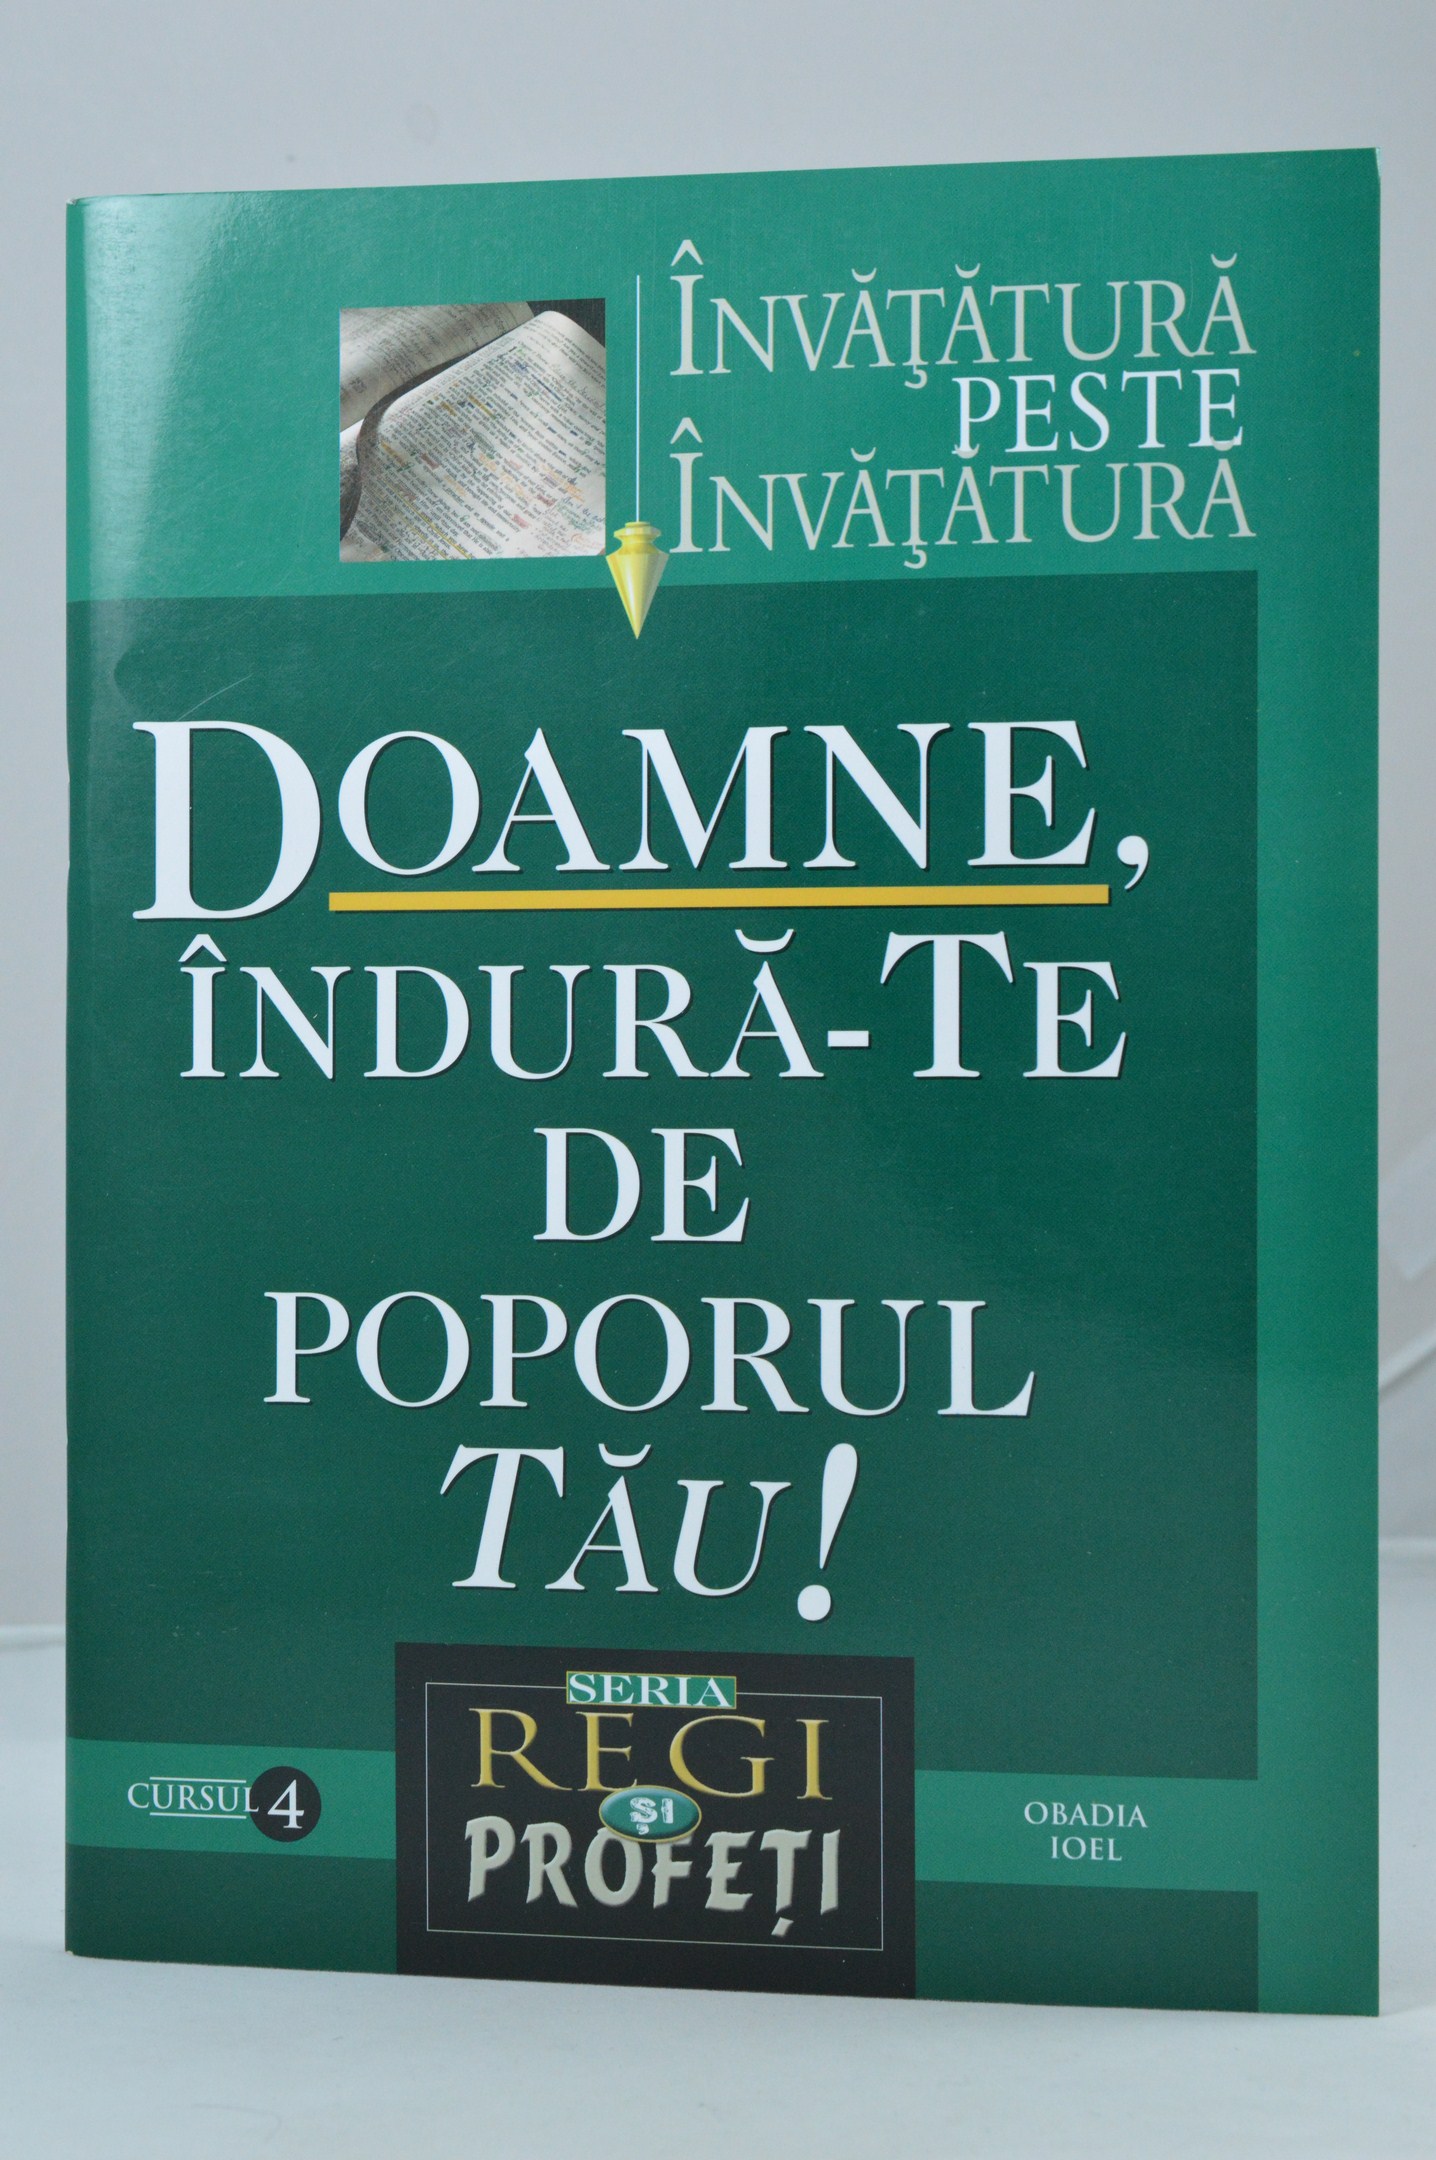 ÎNVĂŢĂTURĂ
PESTE
ÎNVĂŢĂTURĂ
DOAMNE,
ÎNDURĂ-TE
DE
POPORUL
TĂU!
SERIA
REGI
ŞI
PROFEŢI
CURSUL 4
OBADIA
IOEL